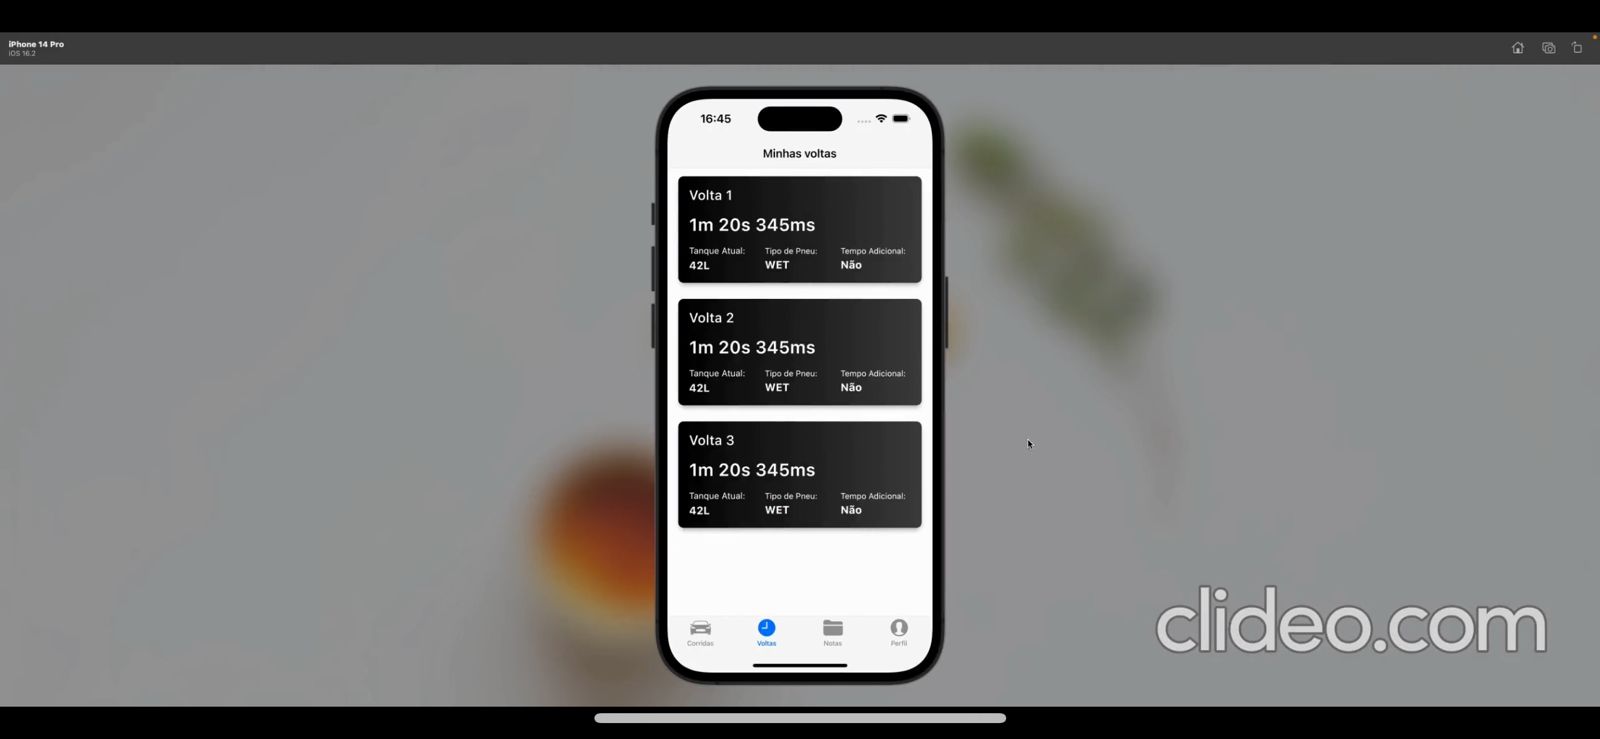 iPhone 14 Pro
iOS 16.2
16:45
Minhas voltas
Volta 1
1m 20s 345ms
Tanque Atual: Tipo de Pneu: Tempo Adicional:
42L WET Não
Volta 2
1m 20s 345ms
Tanque Atual: Tipo de Pneu: Tempo Adicional:
42L WET Não
Volta 3
1m 20s 345ms
Tanque Atual: Tipo de Pneu: Tempo Adicional:
42L WET Não
Corridas Voltas Notas Perfil
clideo.com